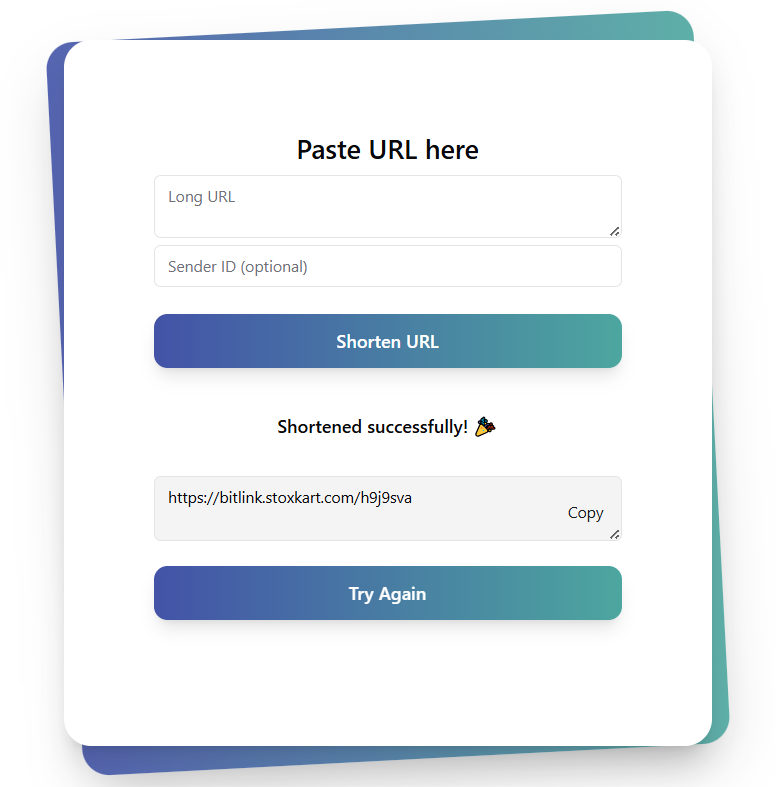 Paste URL here
Long URL
Sender ID (optional)
Shorten URL
Shortened successfully! 🎉
https://bitlink.stoxkart.com/h9j9sva
Copy
Try Again